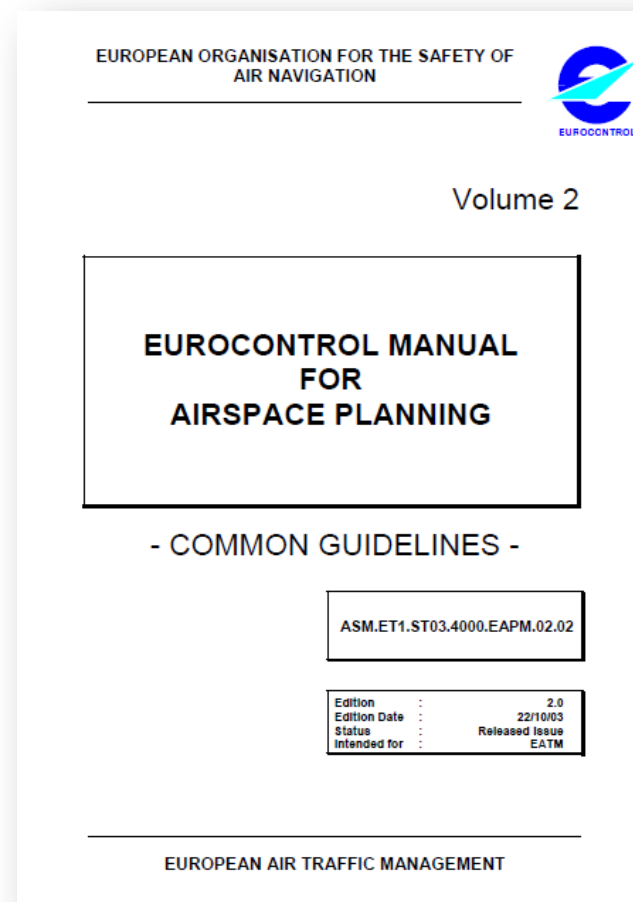 EUROPEAN ORGANISATION FOR THE SAFETY OF
AIR NAVIGATION
EUROCONTROL
Volume 2
EUROCONTROL MANUAL
FOR
AIRSPACE PLANNING
- COMMON GUIDELINES -
ASM.ET1.ST03.4000.EAPM.02.02
Edition : 2.0
Edition Date : 22/10/03
Status : Released Issue
Intended for : EATM
EUROPEAN AIR TRAFFIC MANAGEMENT